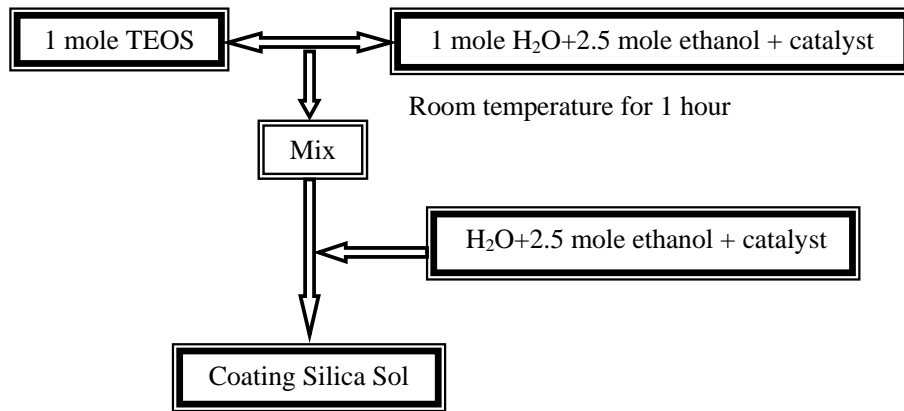 1 mole TEOS
1 mole H₂O+2.5 mole ethanol + catalyst
Room temperature for 1 hour
Mix
H₂O+2.5 mole ethanol + catalyst
Coating Silica Sol